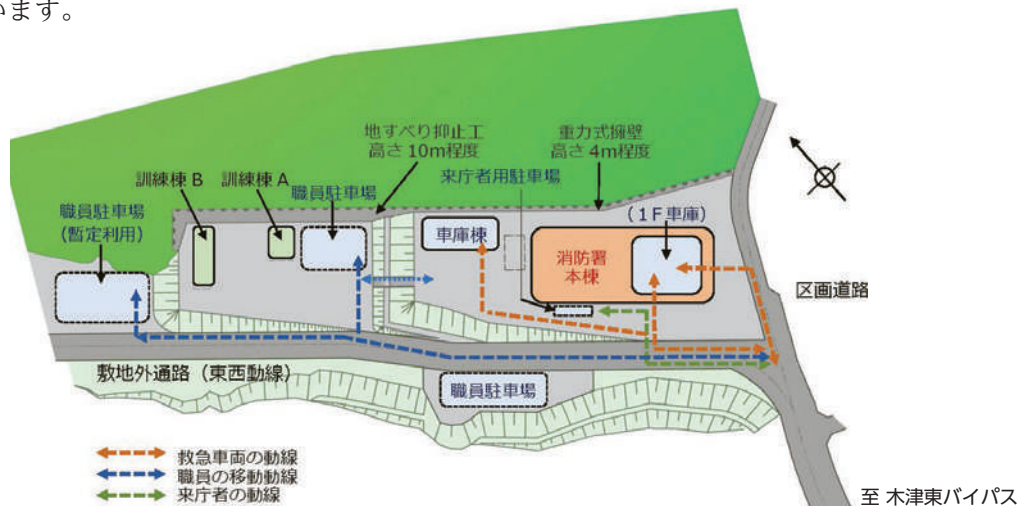 います。
地すべり抑止工
高さ10m程度
重力式擁壁
高さ4m程度
来庁者用駐車場
訓練棟B
訓練棟A
職員駐車場
職員駐車場
(暫定利用)
(1F車庫)
車庫棟
消防署
本棟
区画道路
敷地外通路（東西動線）
職員駐車場
救急車両の動線
職員の移動動線
来庁者の動線
至 木津東バイパス